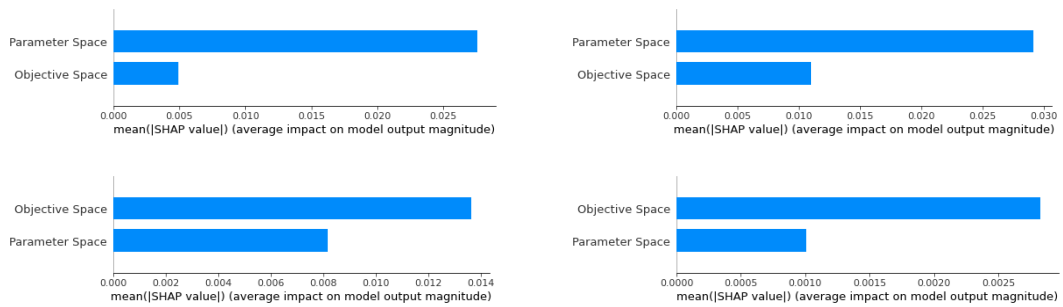 Parameter Space
Objective Space
0.000 0.005 0.010 0.015 0.020 0.025
mean(|SHAP value|) (average impact on model output magnitude)
Parameter Space
Objective Space
0.000 0.005 0.010 0.015 0.020 0.025 0.030
mean(|SHAP value|) (average impact on model output magnitude)
Objective Space
Parameter Space
0.000 0.002 0.004 0.006 0.008 0.010 0.012 0.014
mean(|SHAP value|) (average impact on model output magnitude)
Objective Space
Parameter Space
0.0000 0.0005 0.0010 0.0015 0.0020 0.0025
mean(|SHAP value|) (average impact on model output magnitude)